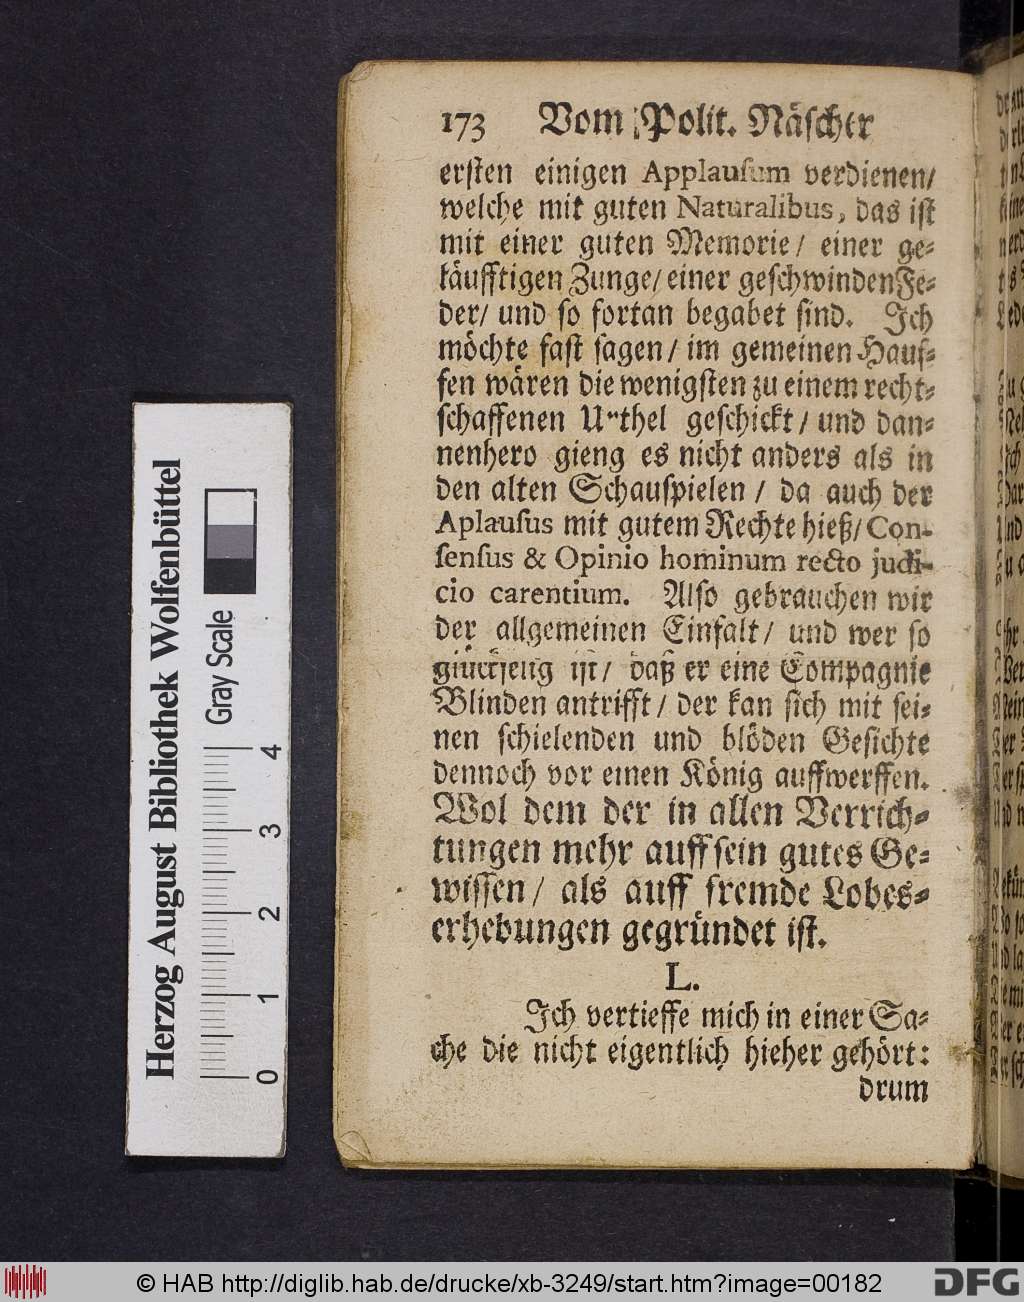 173 Vom Polit. Näscher
erſten einigen Applauſum verdienen/
welche mit guten Naturalibus, das iſt
mit einer guten Memorie/ einer ge-
läufftigen Zunge/ einer geſchwinden Fe-
der/ und ſo fortan begabet ſind. Ich
möchte faſt ſagen/ im gemeinen Hauf-
fen wären die wenigſten zu einem recht-
ſchaffenen Urthel geſchickt/ und dan-
nenhero gieng es nicht anders als in
den alten Schauſpielen/ da auch der
Aplauſus mit gutem Rechte hieß/ Con-
ſenſus & Opinio hominum recto judi-
cio carentium. Alſo gebrauchen wir
der allgemeinen Einfalt/ und wer ſo
glückſelig iſt/ daß er eine Compagnie
Blinden antrifft/ der kan ſich mit ſei-
nen ſchielenden und blöden Geſichte
dennoch vor einen König auffwerffen.
Wol dem der in allen Verrich-
tungen mehr auff ſein gutes Ge-
wiſſen/ als auff fremde Lobes-
erhebungen gegründet iſt.
L.
Ich vertieffe mich in einer Sa-
che die nicht eigentlich hieher gehört:
drum
Herzog August Bibliothek Wolfenbüttel
Gray Scale
0 1 2 3 4
© HAB http://diglib.hab.de/drucke/xb-3249/start.htm?image=00182
DFG